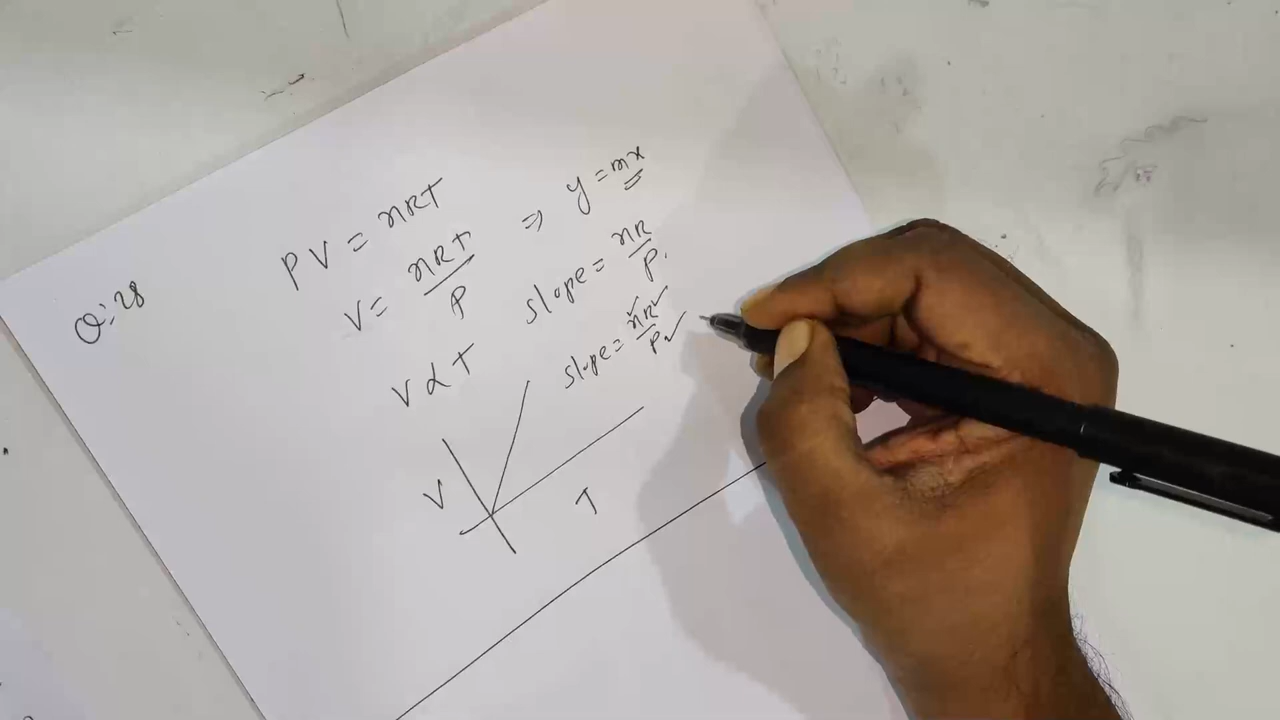 Q:28
PV = nRT
V = nRT/P ⇒ y = mx
V α T slope = nR/P.
slope = nR/P
V
T